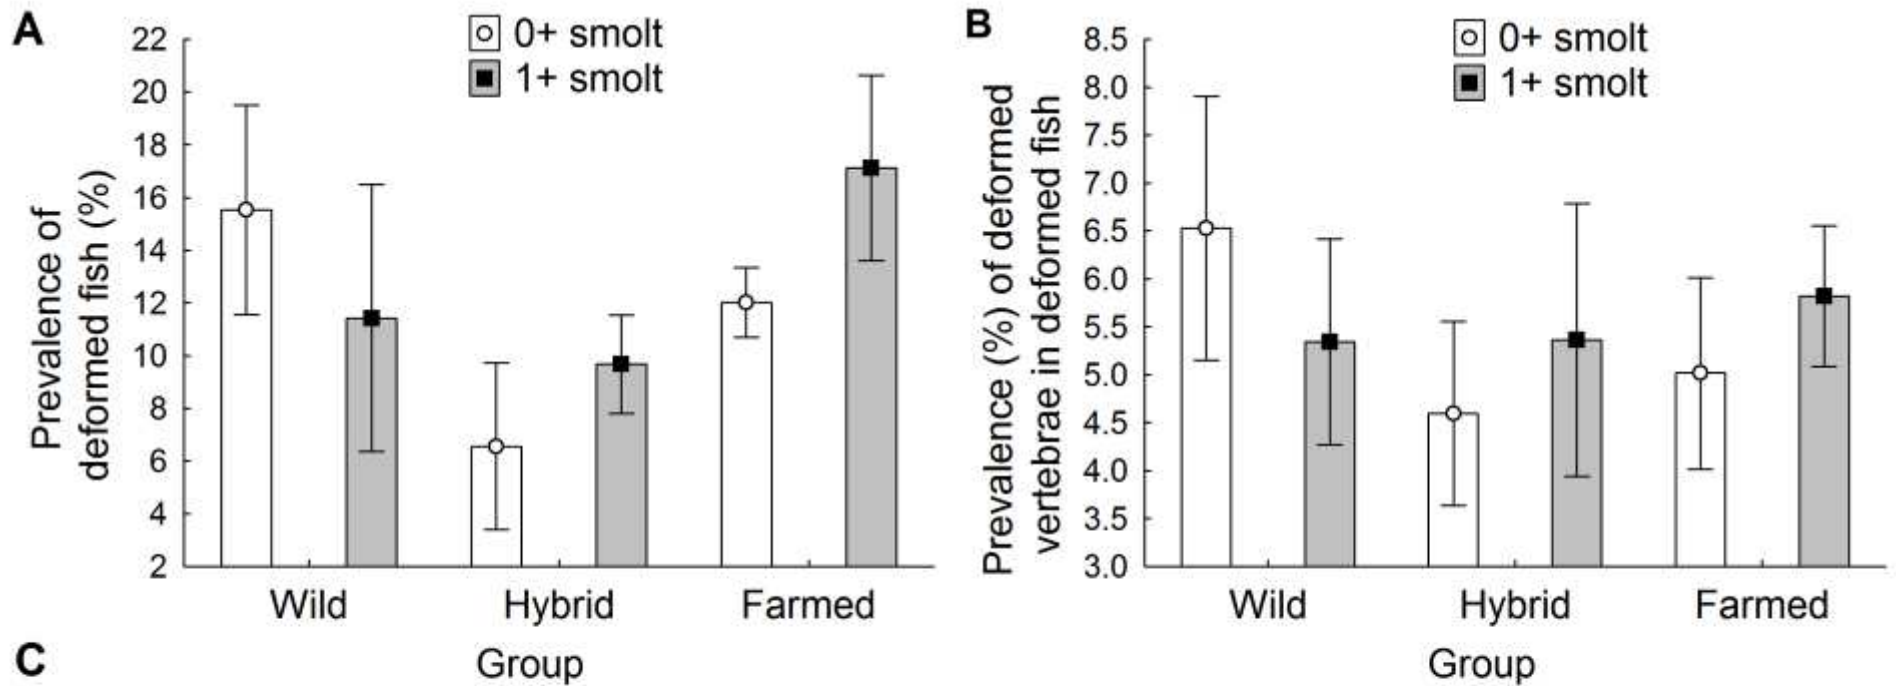 A
0+ smolt
1+ smolt
22
20
18
16
14
12
10
8
6
4
2
Prevalence of
deformed fish (%)
Wild
Hybrid
Farmed
Group
B
0+ smolt
1+ smolt
8.5
8.0
7.5
7.0
6.5
6.0
5.5
5.0
4.5
4.0
3.5
3.0
Prevalence (%) of deformed
vertebrae in deformed fish
Wild
Hybrid
Farmed
Group
C